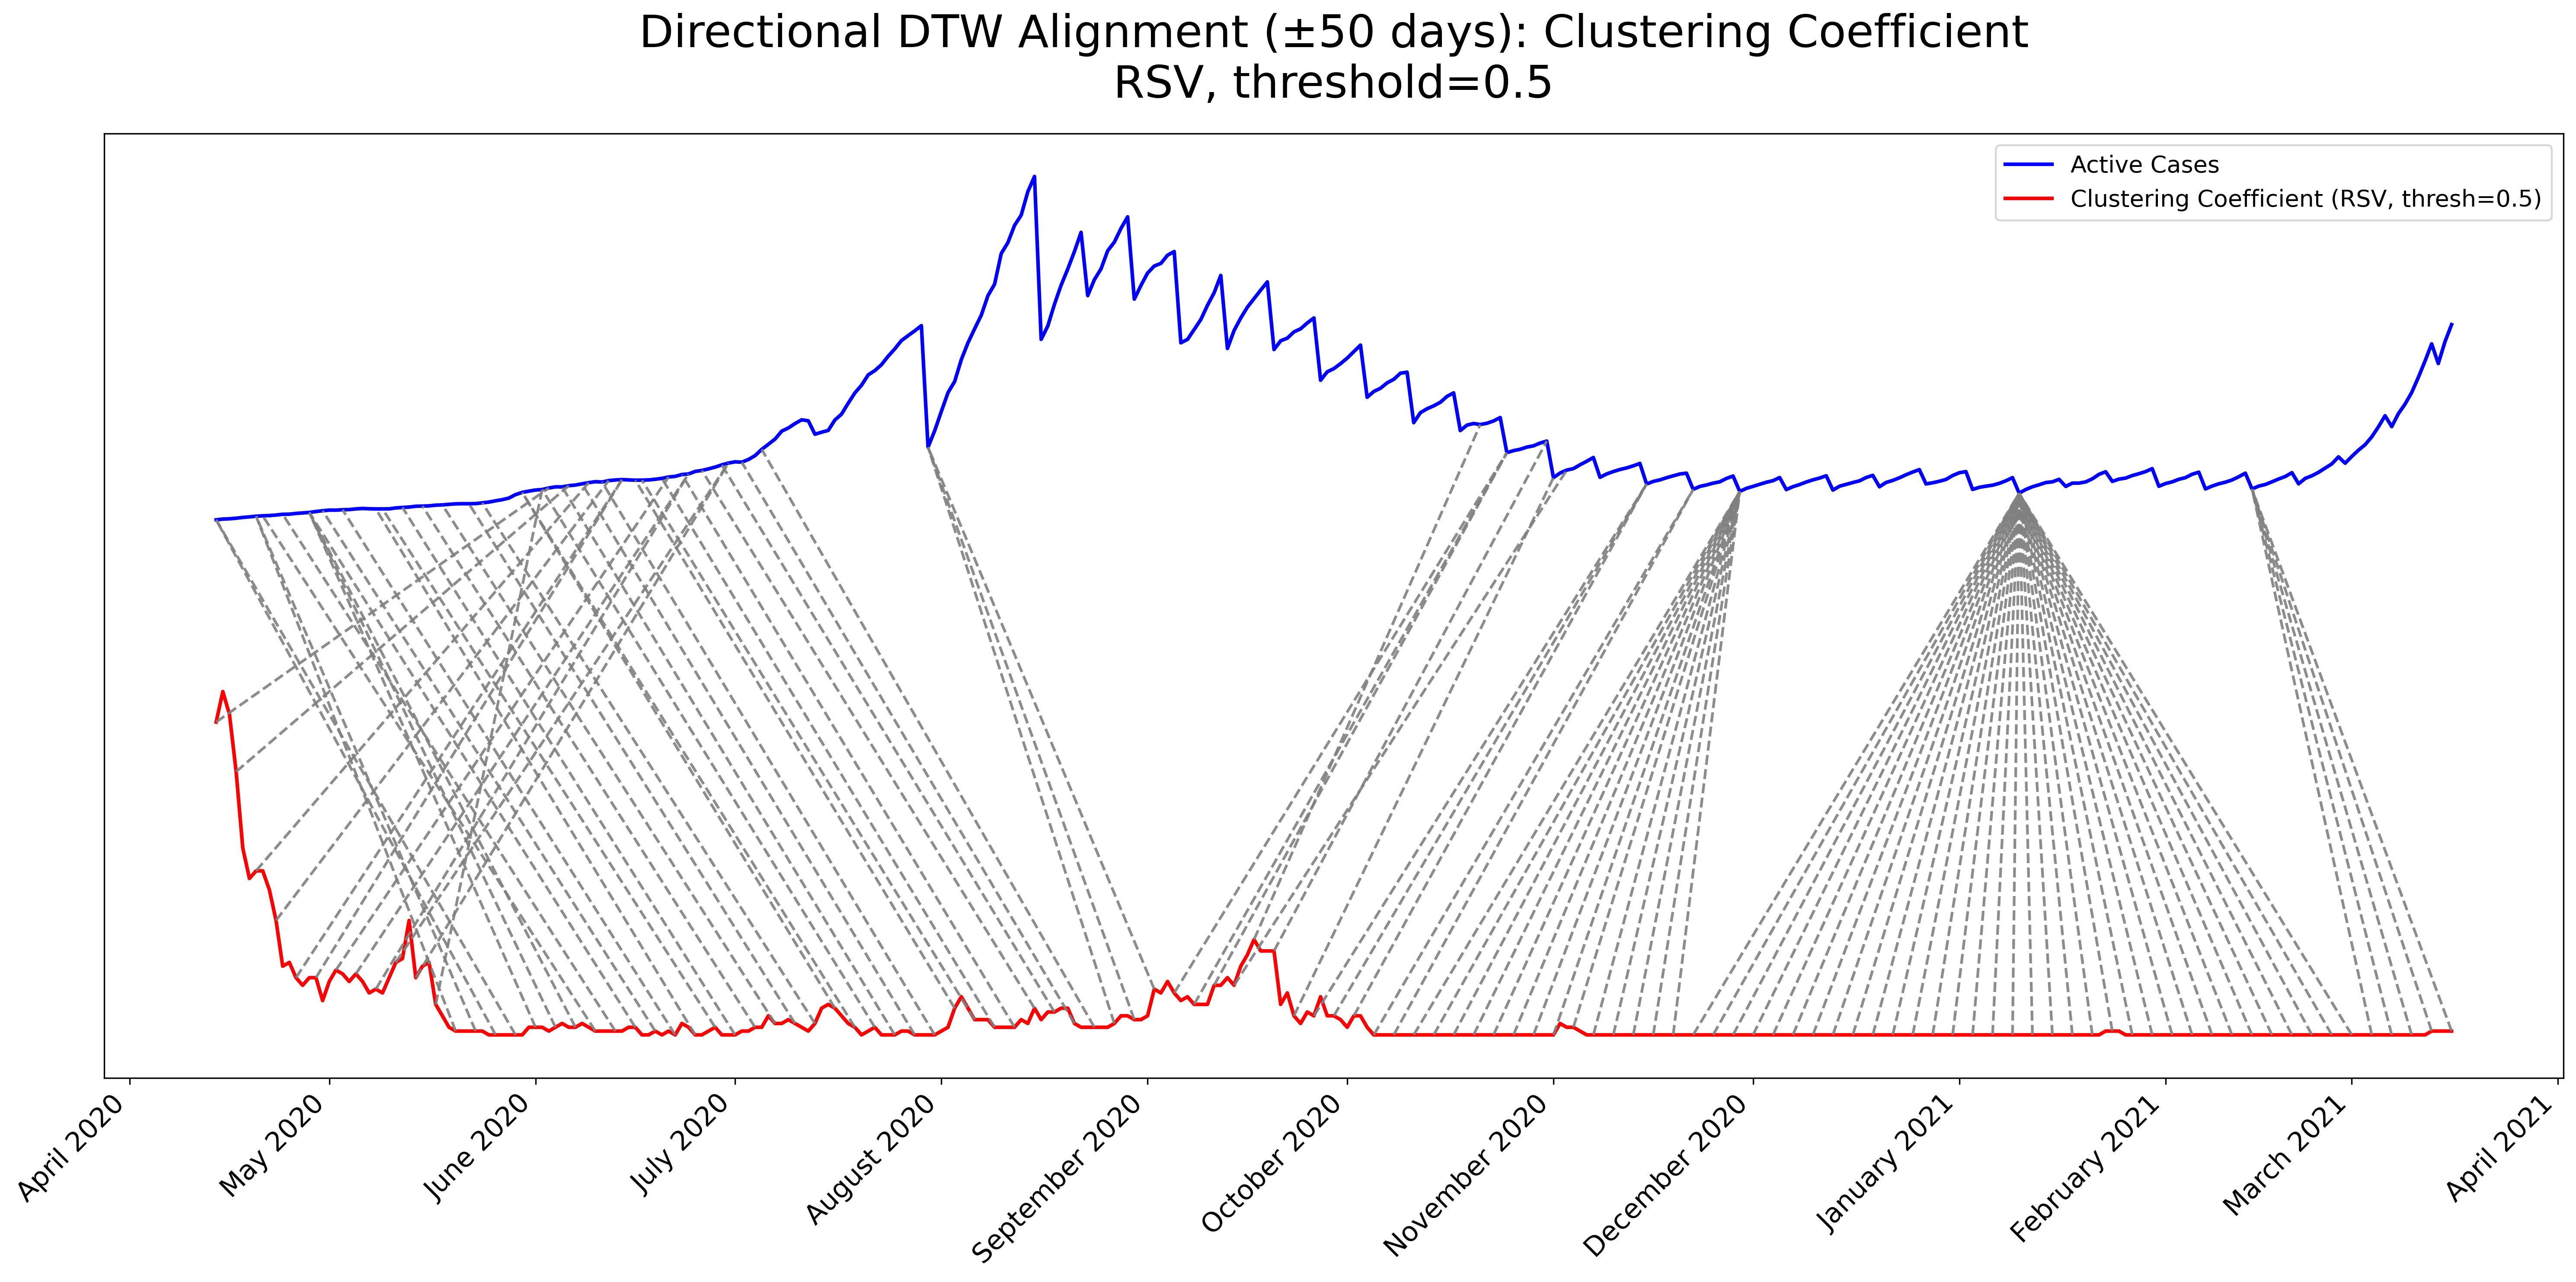 Directional DTW Alignment (±50 days): Clustering Coefficient
RSV, threshold=0.5
Active Cases
Clustering Coefficient (RSV, thresh=0.5)
April 2020
May 2020
June 2020
July 2020
August 2020
September 2020
October 2020
November 2020
December 2020
January 2021
February 2021
March 2021
April 2021